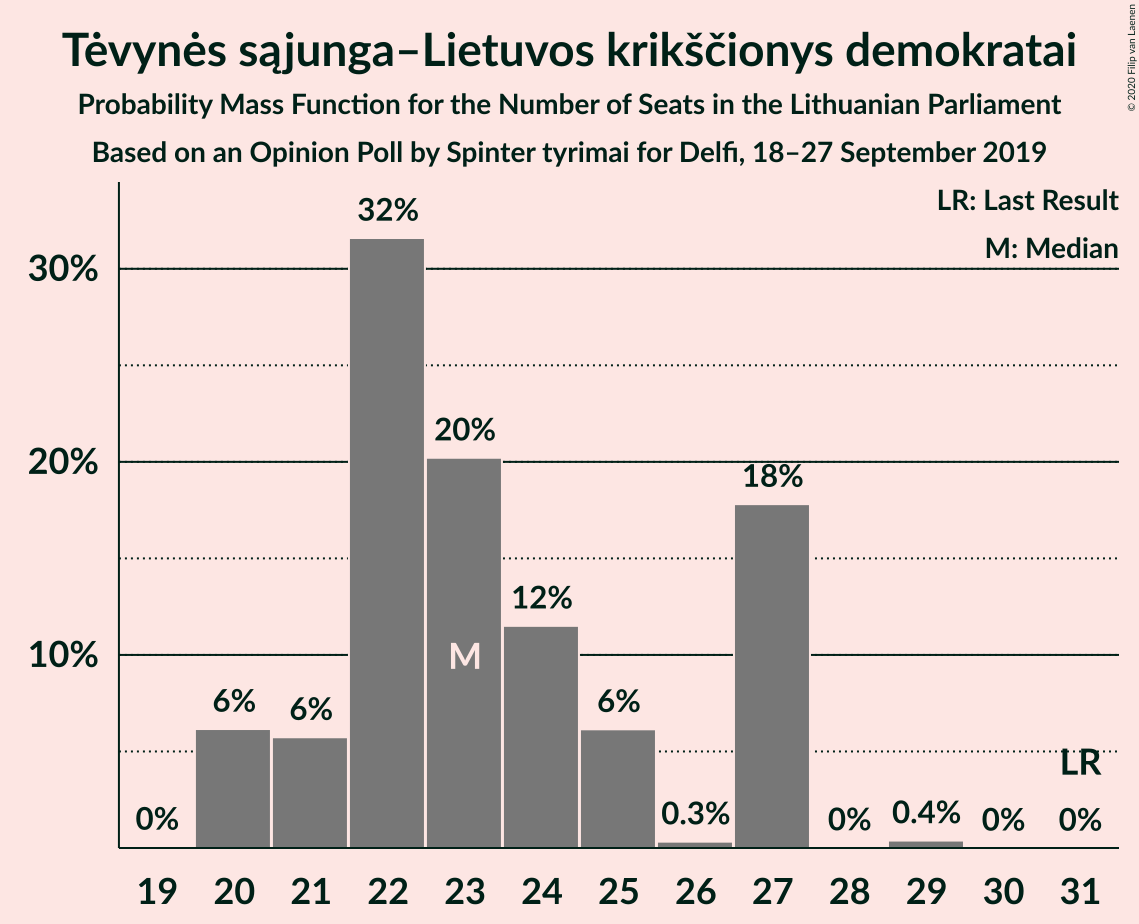 Tėvynės sąjunga–Lietuvos krikščionys demokratai
Probability Mass Function for the Number of Seats in the Lithuanian Parliament
Based on an Opinion Poll by Spinter tyrimai for Delfi, 18–27 September 2019
© 2020 Filip van Laenen
LR: Last Result
M: Median
30%
20%
10%
0%
6%
6%
32%
20%
12%
6%
0.3%
18%
0%
0.4%
0%
0%
M
LR
19 20 21 22 23 24 25 26 27 28 29 30 31